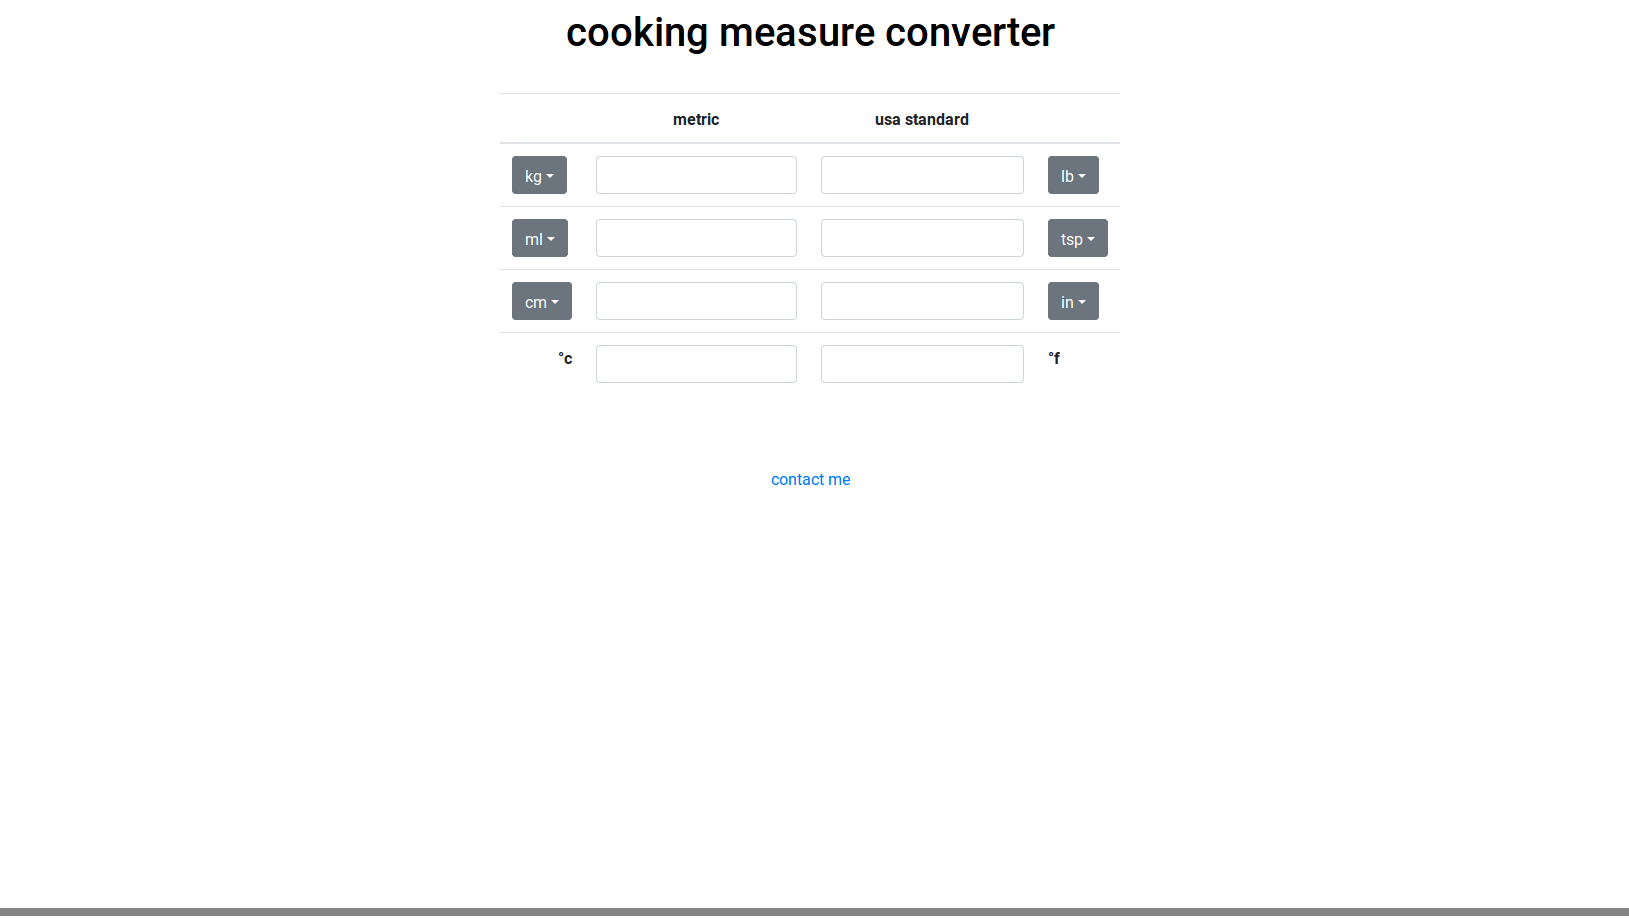 cooking measure converter
metric usa standard
kg lb
ml tsp
cm in
°c °f
contact me